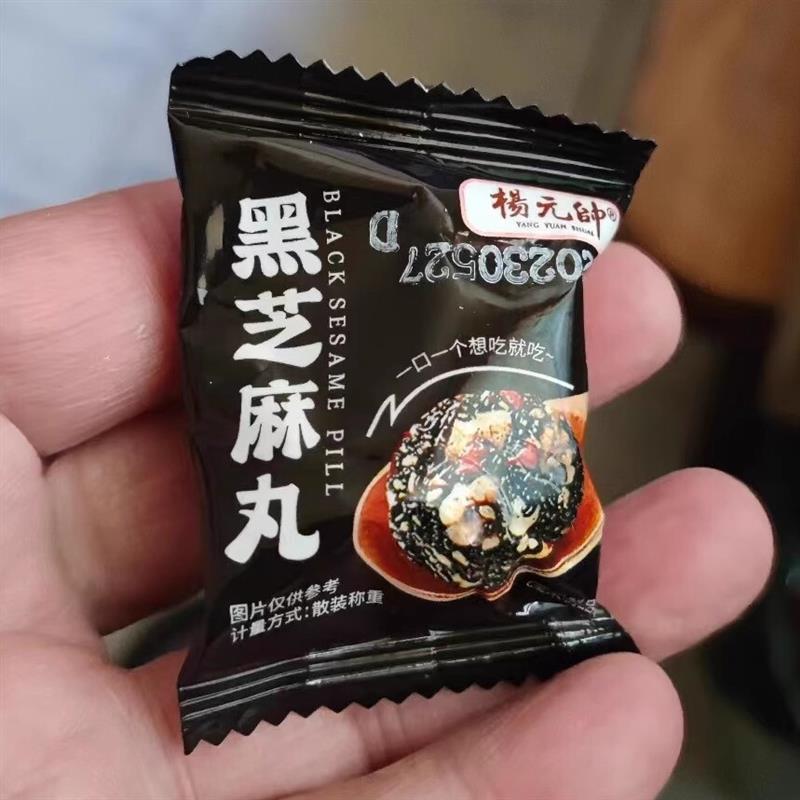 楊元帥®
YANG YUAN SHUAI
20230527
D
黑芝麻丸
BLACK SESAME PILL
一口一个想吃就吃~
图片仅供参考
计量方式:散装称重